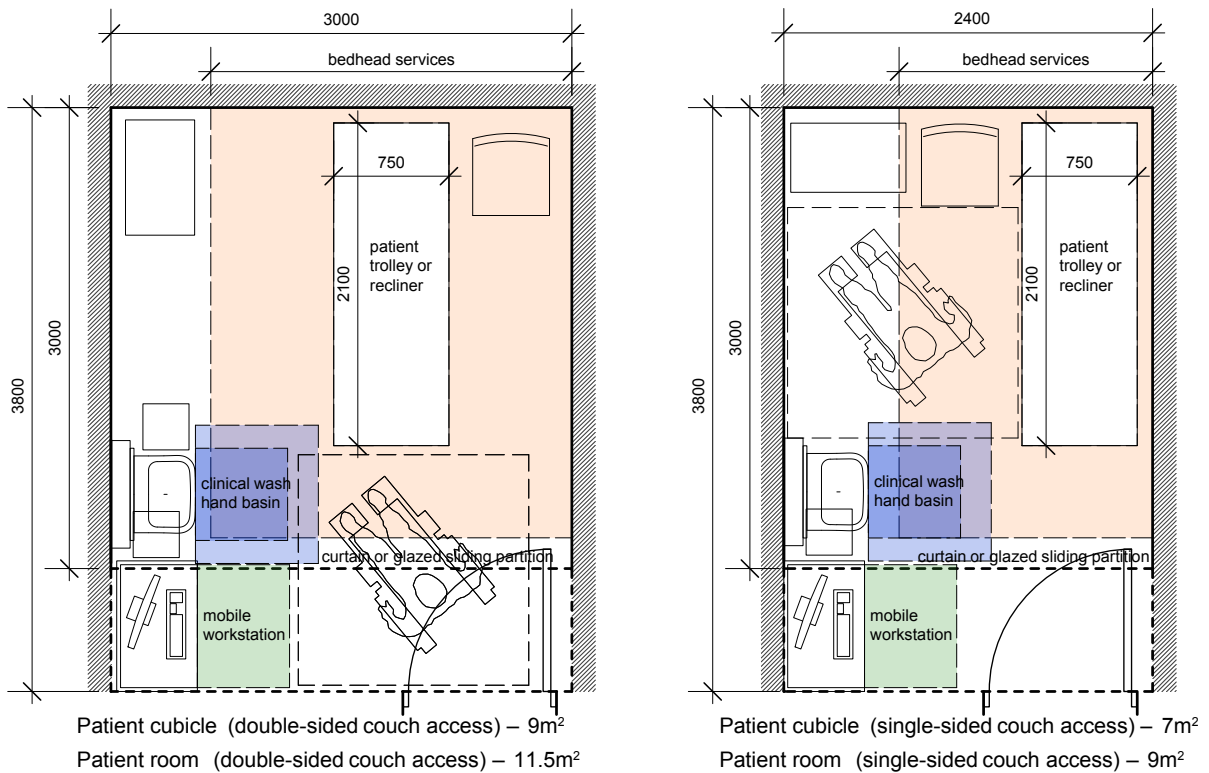 3000
bedhead services
750
patient
trolley or
recliner
2100
3000
3800
clinical wash
hand basin
curtain or glazed sliding partition
mobile
workstation
Patient cubicle (double-sided couch access) – 9m²
Patient room (double-sided couch access) – 11.5m²
2400
bedhead services
750
patient
trolley or
recliner
2100
3000
3800
clinical wash
hand basin
curtain or glazed sliding partition
mobile
workstation
Patient cubicle (single-sided couch access) – 7m²
Patient room (single-sided couch access) – 9m²